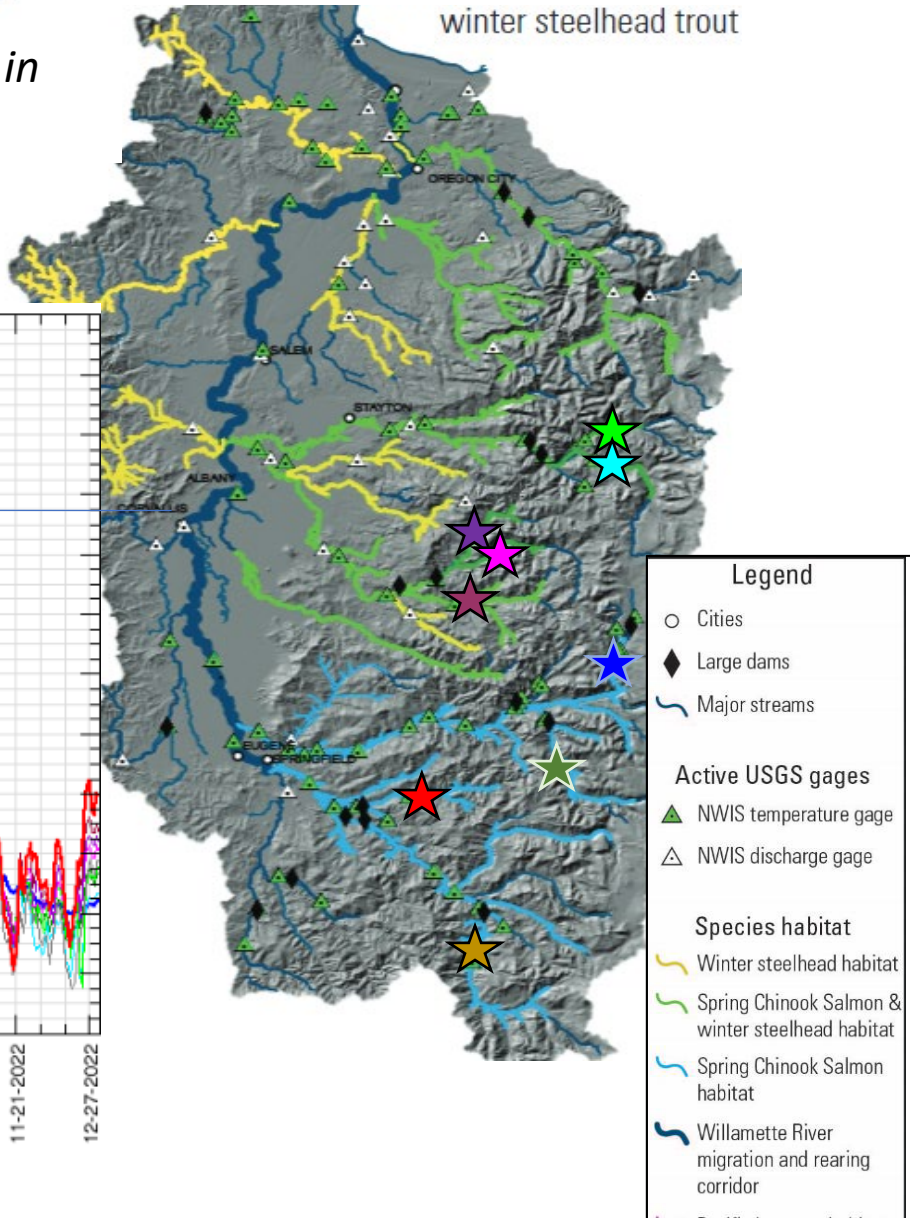 winter steelhead trout
in
OREGON CITY
SALEM
STAYTON
ALBANY
CORVALLIS
EUGENE
SPRINGFIELD
Legend
Cities
Large dams
Major streams
Active USGS gages
NWIS temperature gage
NWIS discharge gage
Species habitat
Winter steelhead habitat
Spring Chinook Salmon &
winter steelhead habitat
Spring Chinook Salmon
habitat
Willamette River
migration and rearing
corridor
11-21-2022
12-27-2022